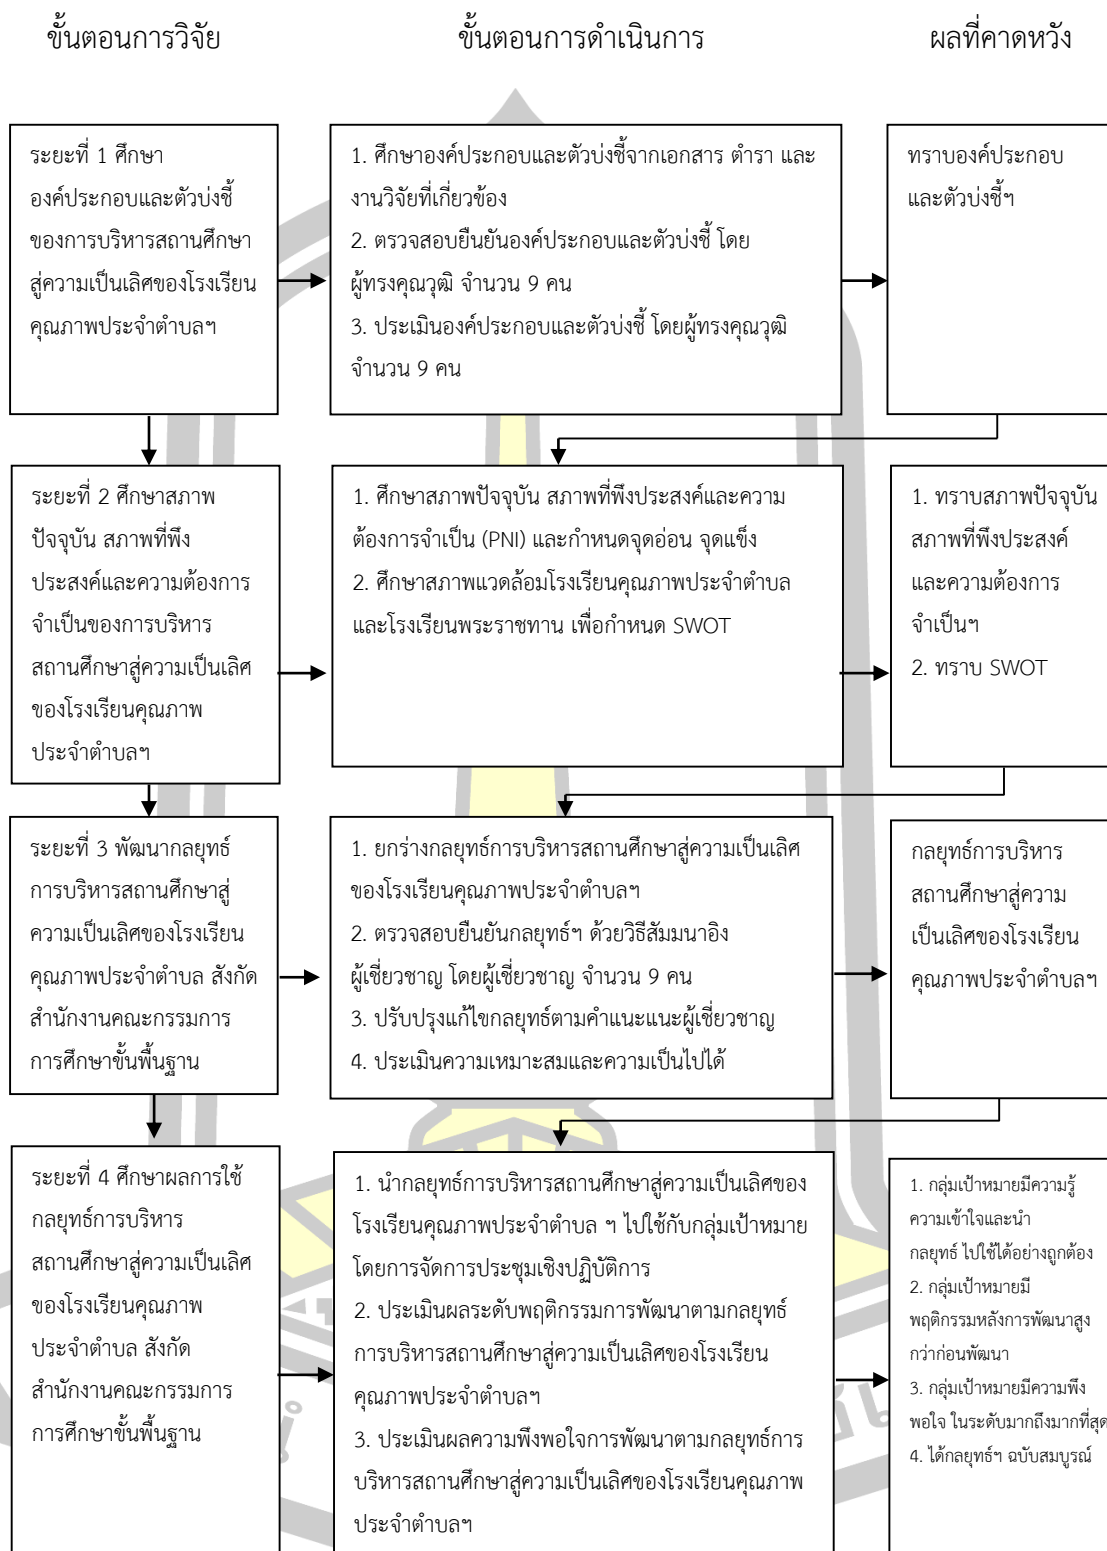 ขั้นตอนการวิจัย
ขั้นตอนการดำเนินการ
ผลที่คาดหวัง
ระยะที่ 1 ศึกษา
องค์ประกอบและตัวบ่งชี้
ของการบริหารสถานศึกษา
สู่ความเป็นเลิศของโรงเรียน
คุณภาพประจำตำบลฯ
1. ศึกษาองค์ประกอบและตัวบ่งชี้จากเอกสาร ตำรา และ
งานวิจัยที่เกี่ยวข้อง
2. ตรวจสอบยืนยันองค์ประกอบและตัวบ่งชี้ โดย
ผู้ทรงคุณวุฒิ จำนวน 9 คน
3. ประเมินองค์ประกอบและตัวบ่งชี้ โดยผู้ทรงคุณวุฒิ
จำนวน 9 คน
ทราบองค์ประกอบ
และตัวบ่งชี้ฯ
ระยะที่ 2 ศึกษาสภาพ
ปัจจุบัน สภาพที่พึง
ประสงค์และความต้องการ
จำเป็นของการบริหาร
สถานศึกษาสู่ความเป็นเลิศ
ของโรงเรียนคุณภาพ
ประจำตำบลฯ
1. ศึกษาสภาพปัจจุบัน สภาพที่พึงประสงค์และความ
ต้องการจำเป็น (PNI) และกำหนดจุดอ่อน จุดแข็ง
2. ศึกษาสภาพแวดล้อมโรงเรียนคุณภาพประจำตำบล
และโรงเรียนพระราชทาน เพื่อกำหนด SWOT
1. ทราบสภาพปัจจุบัน
สภาพที่พึงประสงค์
และความต้องการ
จำเป็นฯ
2. ทราบ SWOT
ระยะที่ 3 พัฒนากลยุทธ์
การบริหารสถานศึกษาสู่
ความเป็นเลิศของโรงเรียน
คุณภาพประจำตำบล สังกัด
สำนักงานคณะกรรมการ
การศึกษาขั้นพื้นฐาน
1. ยกร่างกลยุทธ์การบริหารสถานศึกษาสู่ความเป็นเลิศ
ของโรงเรียนคุณภาพประจำตำบลฯ
2. ตรวจสอบยืนยันกลยุทธ์ฯ ด้วยวิธีสัมมนาอิง
ผู้เชี่ยวชาญ โดยผู้เชี่ยวชาญ จำนวน 9 คน
3. ปรับปรุงแก้ไขกลยุทธ์ตามคำแนะแนะผู้เชี่ยวชาญ
4. ประเมินความเหมาะสมและความเป็นไปได้
กลยุทธ์การบริหาร
สถานศึกษาสู่ความ
เป็นเลิศของโรงเรียน
คุณภาพประจำตำบลฯ
ระยะที่ 4 ศึกษาผลการใช้
กลยุทธ์การบริหาร
สถานศึกษาสู่ความเป็นเลิศ
ของโรงเรียนคุณภาพ
ประจำตำบล สังกัด
สำนักงานคณะกรรมการ
การศึกษาขั้นพื้นฐาน
1. นำกลยุทธ์การบริหารสถานศึกษาสู่ความเป็นเลิศของ
โรงเรียนคุณภาพประจำตำบล ฯ ไปใช้กับกลุ่มเป้าหมาย
โดยการจัดการประชุมเชิงปฏิบัติการ
2. ประเมินผลระดับพฤติกรรมการพัฒนาตามกลยุทธ์
การบริหารสถานศึกษาสู่ความเป็นเลิศของโรงเรียน
คุณภาพประจำตำบลฯ
3. ประเมินผลความพึงพอใจการพัฒนาตามกลยุทธ์การ
บริหารสถานศึกษาสู่ความเป็นเลิศของโรงเรียนคุณภาพ
ประจำตำบลฯ
1. กลุ่มเป้าหมายมีความรู้
ความเข้าใจและนำ
กลยุทธ์ ไปใช้ได้อย่างถูกต้อง
2. กลุ่มเป้าหมายมี
พฤติกรรมหลังการพัฒนาสูง
กว่าก่อนพัฒนา
3. กลุ่มเป้าหมายมีความพึง
พอใจ ในระดับมากถึงมากที่สุด
4. ได้กลยุทธ์ฯ ฉบับสมบูรณ์